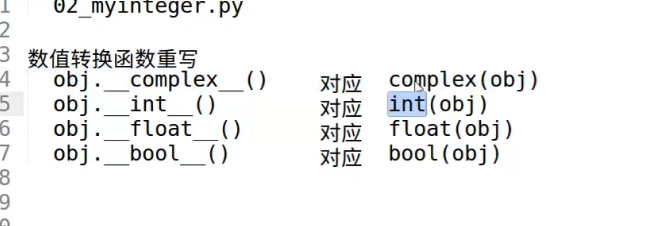 1 02_myinteger.py
2
3 数值转换函数重写
4 obj.__complex__() 对应 complex(obj)
5 obj.__int__() 对应 int(obj)
6 obj.__float__() 对应 float(obj)
7 obj.__bool__() 对应 bool(obj)
8
9
0